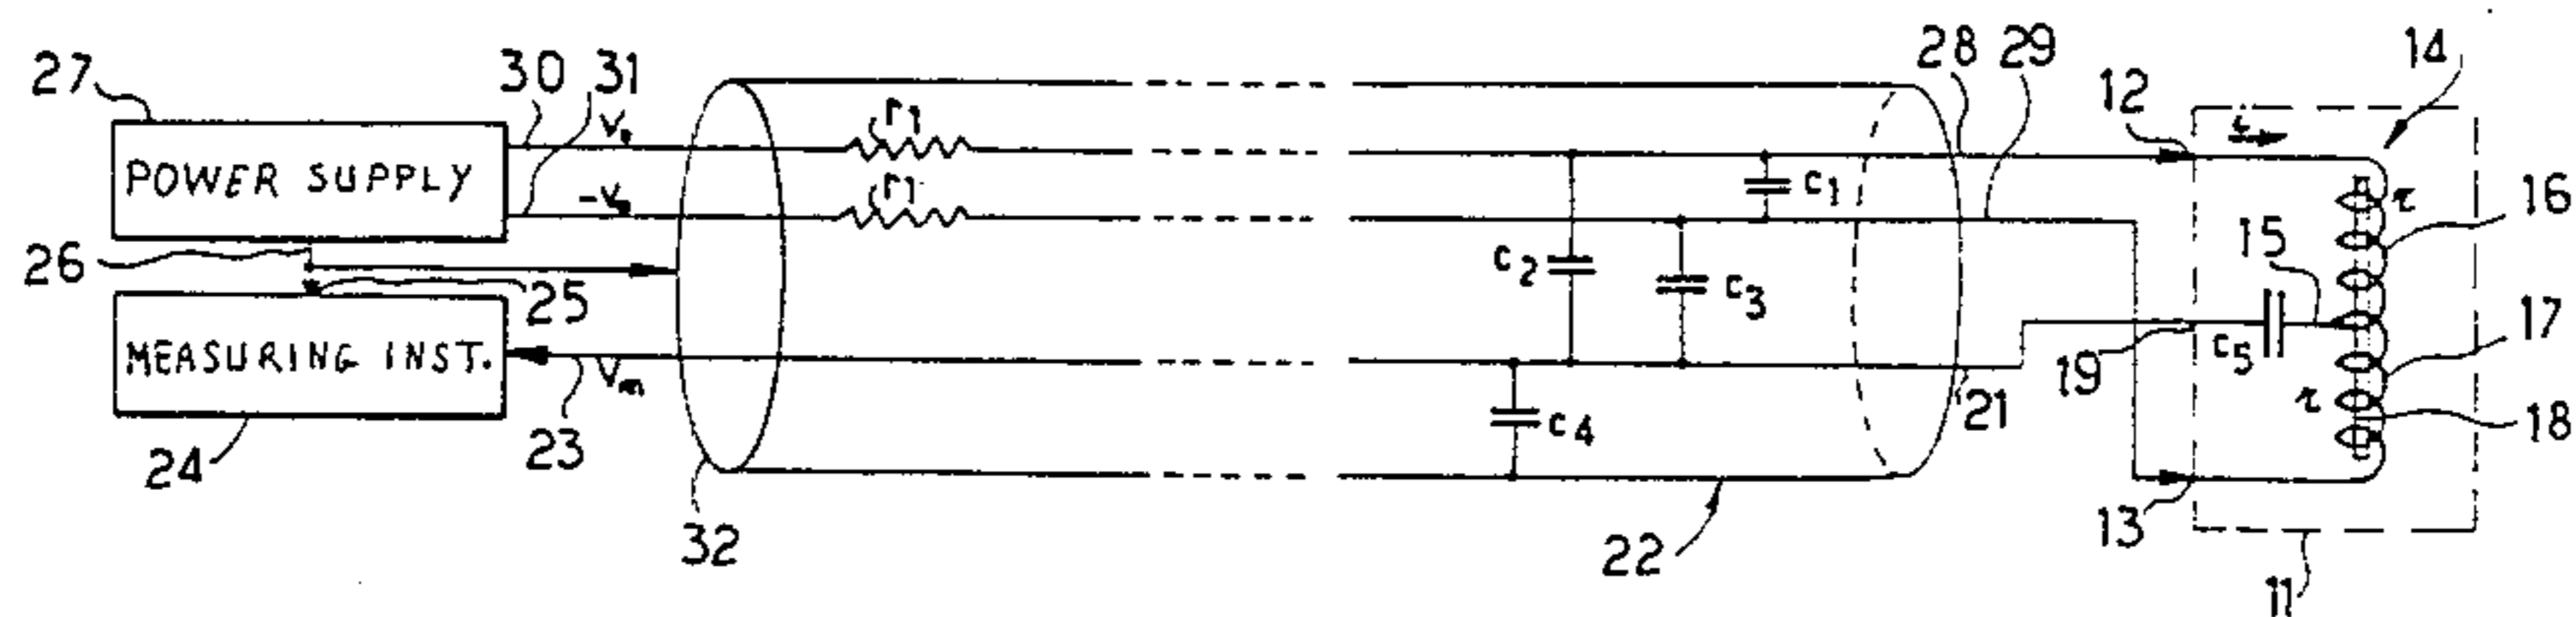 27
30
31
V₀
-V₀
r₁
r₁
28
29
12
i
14
POWER SUPPLY
c₁
r
16
26
25
c₂
c₃
15
17
MEASURING INST.
Vₘ
19
c₅
24
23
c₄
21
r
18
32
22
13
11